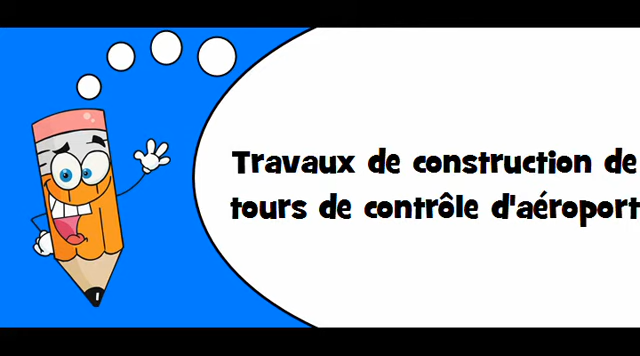 Travaux de construction de
tours de contrôle d'aéroport